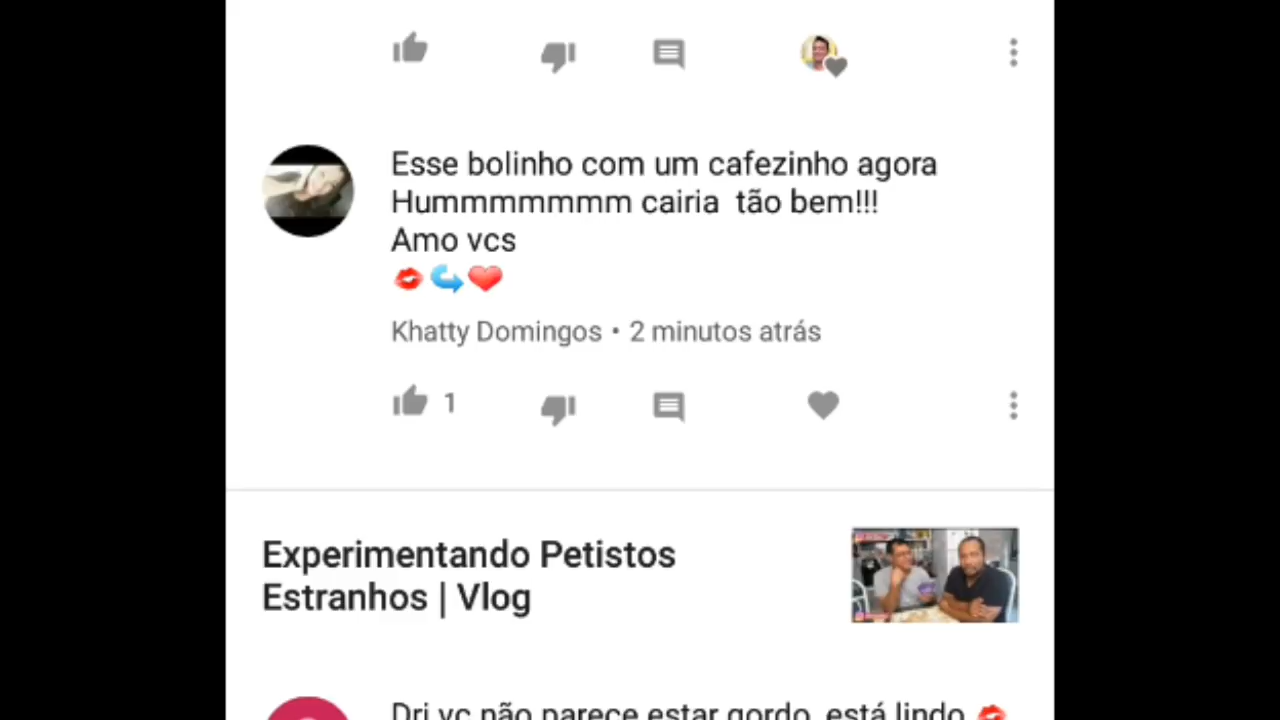 Esse bolinho com um cafezinho agora
Hummmmmmm cairia tão bem!!!
Amo vcs
💋↪️❤️
Khatty Domingos • 2 minutos atrás
1
Experimentando Petistos
Estranhos | Vlog
Dri vc não parece estar gordo, está lindo 💋